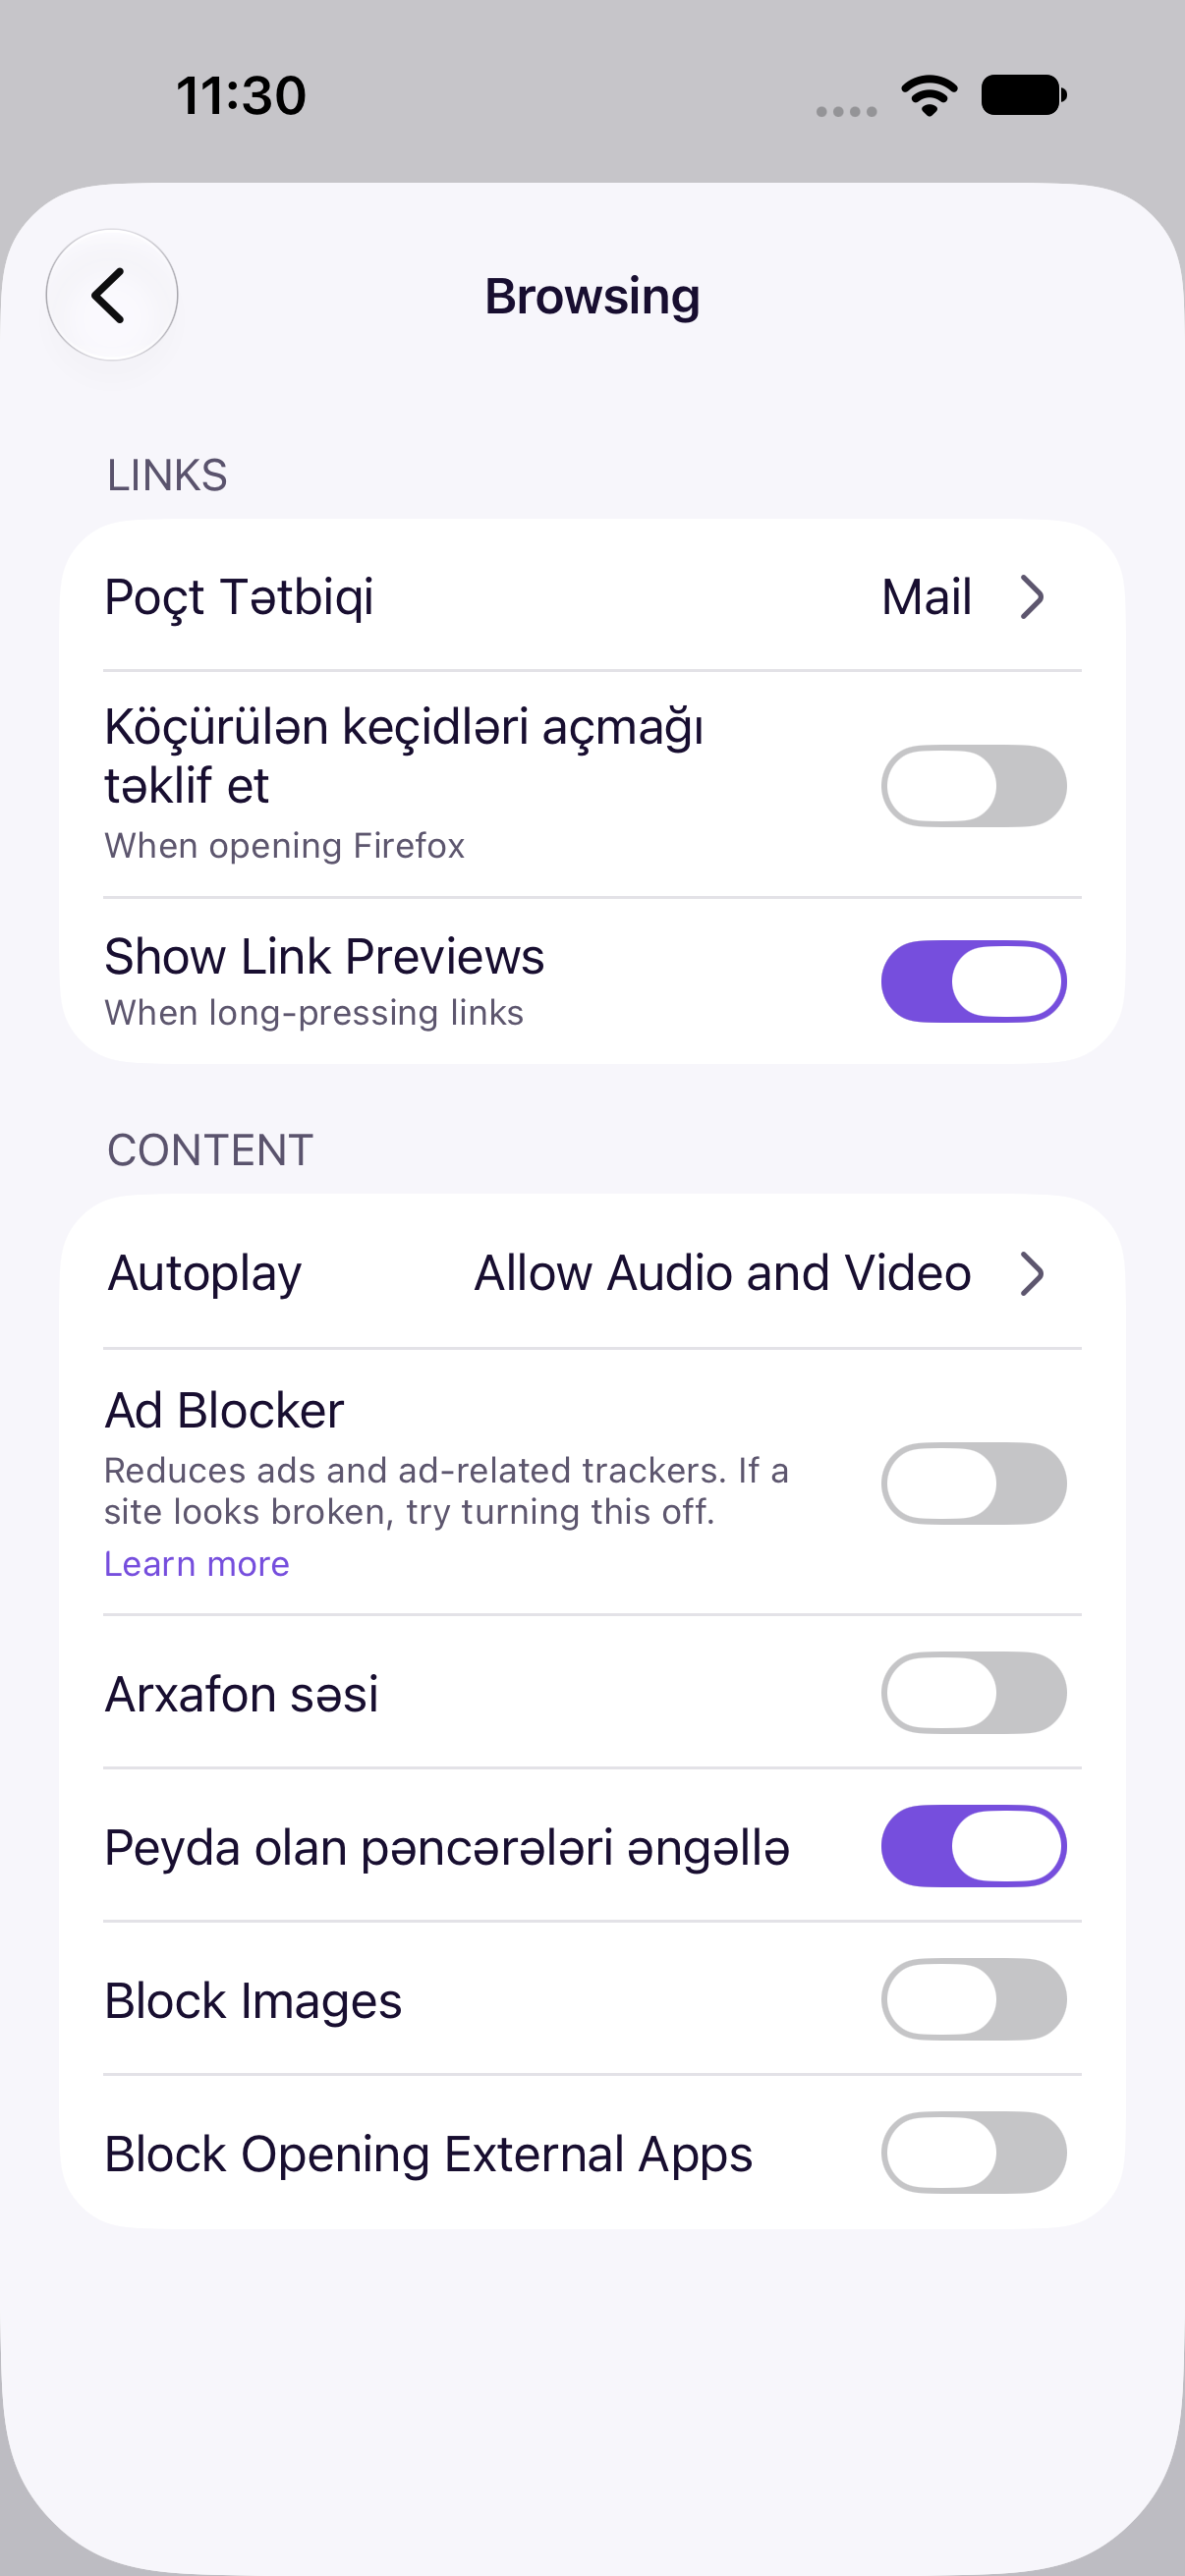 11:30
Browsing
LINKS
Poçt Tətbiqi Mail
Köçürülən keçidləri açmağı
təklif et
When opening Firefox
Show Link Previews
When long-pressing links
CONTENT
Autoplay Allow Audio and Video
Ad Blocker
Reduces ads and ad-related trackers. If a
site looks broken, try turning this off.
Learn more
Arxafon səsi
Peyda olan pəncərələri əngəllə
Block Images
Block Opening External Apps